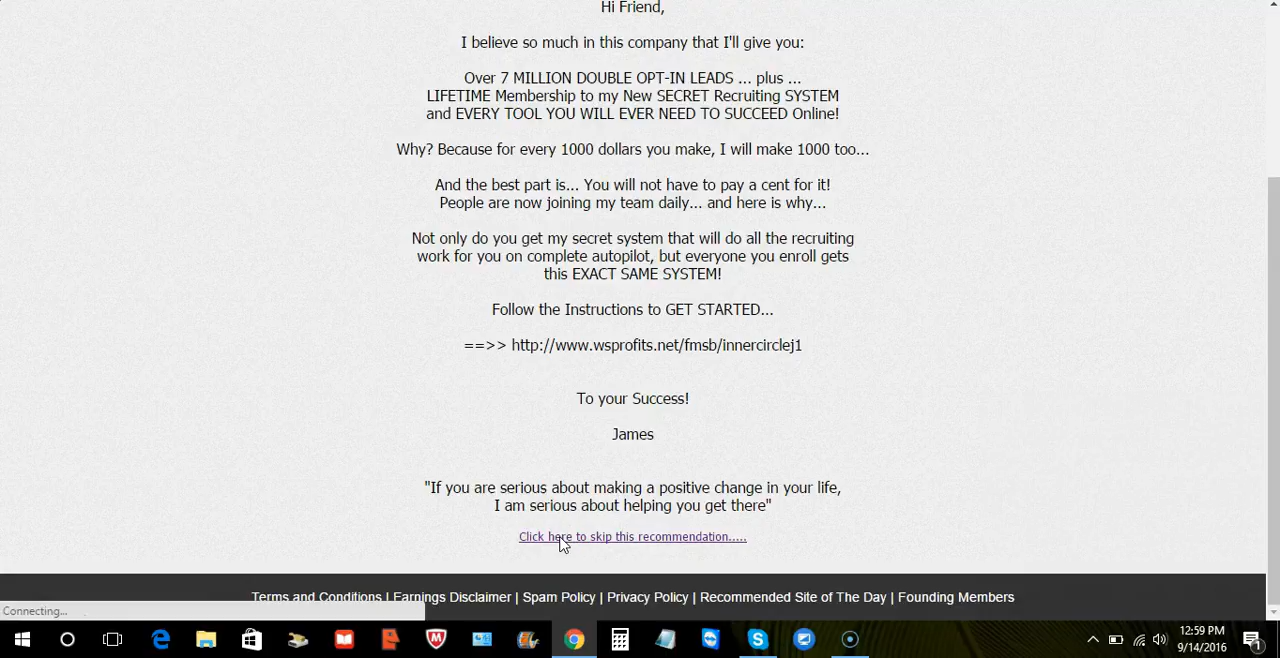 Hi Friend,
I believe so much in this company that I'll give you:
Over 7 MILLION DOUBLE OPT-IN LEADS ... plus ...
LIFETIME Membership to my New SECRET Recruiting SYSTEM
and EVERY TOOL YOU WILL EVER NEED TO SUCCEED Online!
Why? Because for every 1000 dollars you make, I will make 1000 too...
And the best part is... You will not have to pay a cent for it!
People are now joining my team daily... and here is why...
Not only do you get my secret system that will do all the recruiting
work for you on complete autopilot, but everyone you enroll gets
this EXACT SAME SYSTEM!
Follow the Instructions to GET STARTED...
==>> http://www.wsprofits.net/fmsb/innercirclej1
To your Success!
James
"If you are serious about making a positive change in your life,
I am serious about helping you get there"
Click here to skip this recommendation.....
Terms and Conditions | Earnings Disclaimer | Spam Policy | Privacy Policy | Recommended Site of The Day | Founding Members
Connecting...
12:59 PM
9/14/2016